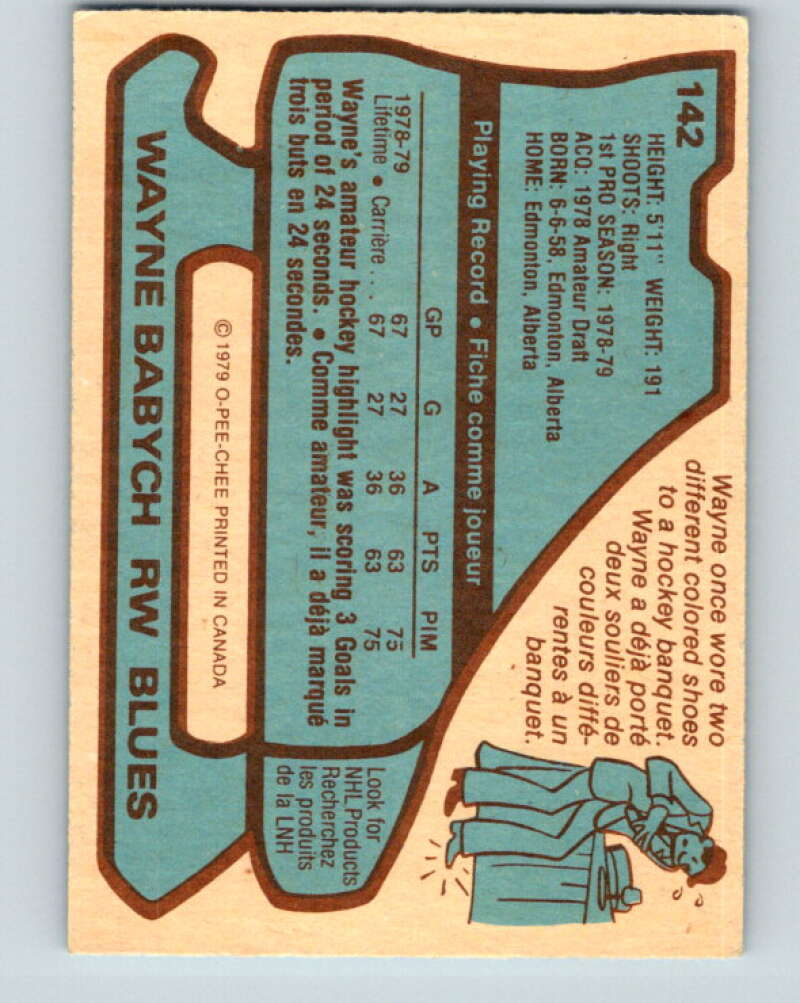 142
HEIGHT: 5'11" WEIGHT: 191
SHOOTS: Right
1st PRO SEASON: 1978-79
ACQ: 1978 Amateur Draft
BORN: 6-6-58, Edmonton, Alberta
HOME: Edmonton, Alberta
Wayne once wore two
different colored shoes
to a hockey banquet.
Wayne a déjà porté
deux souliers de
couleurs diffé-
rentes à un
banquet.
Playing Record • Fiche comme joueur
GP G A PTS PIM
1978-79 67 27 36 63 75
Lifetime • Carrière . . . 67 27 36 63 75
Wayne's amateur hockey highlight was scoring 3 Goals in
period of 24 seconds. • Comme amateur, il a déjà marqué
trois buts en 24 secondes.
Look for
NHL Products
Recherchez
les produits
de la LNH
© 1979 O-PEE-CHEE PRINTED IN CANADA
WAYNE BABYCH RW BLUES